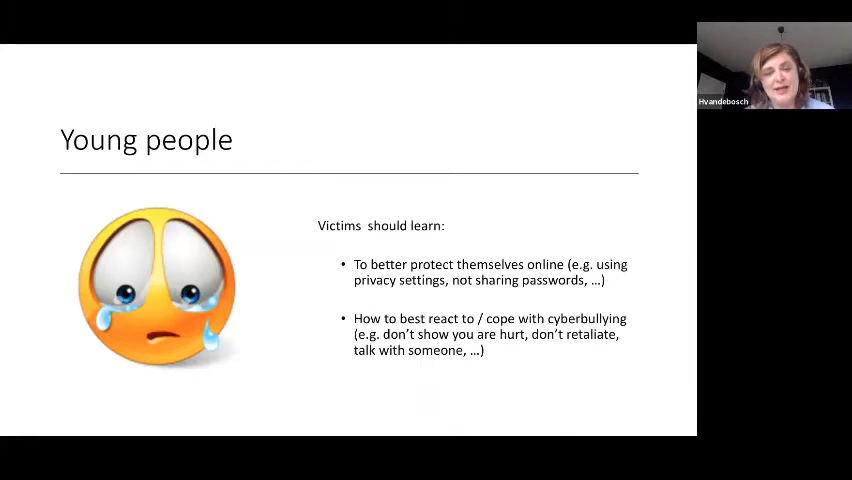 Hvandebosch
Young people
Victims  should learn:
• To better protect themselves online (e.g. using
privacy settings, not sharing passwords, …)
• How to best react to / cope with cyberbullying
(e.g. don’t show you are hurt, don’t retaliate,
talk with someone, …)